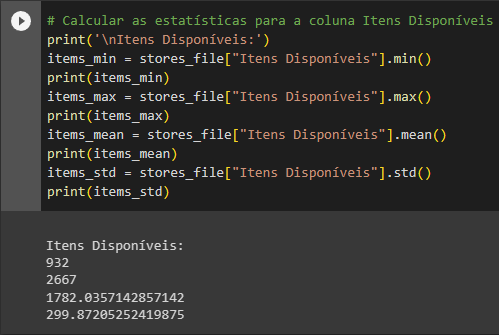 # Calcular as estatísticas para a coluna Itens Disponíveis
print('\nItens Disponíveis:')
items_min = stores_file["Itens Disponíveis"].min()
print(items_min)
items_max = stores_file["Itens Disponíveis"].max()
print(items_max)
items_mean = stores_file["Itens Disponíveis"].mean()
print(items_mean)
items_std = stores_file["Itens Disponíveis"].std()
print(items_std)
Itens Disponíveis:
932
2667
1782.0357142857142
299.87205252419875